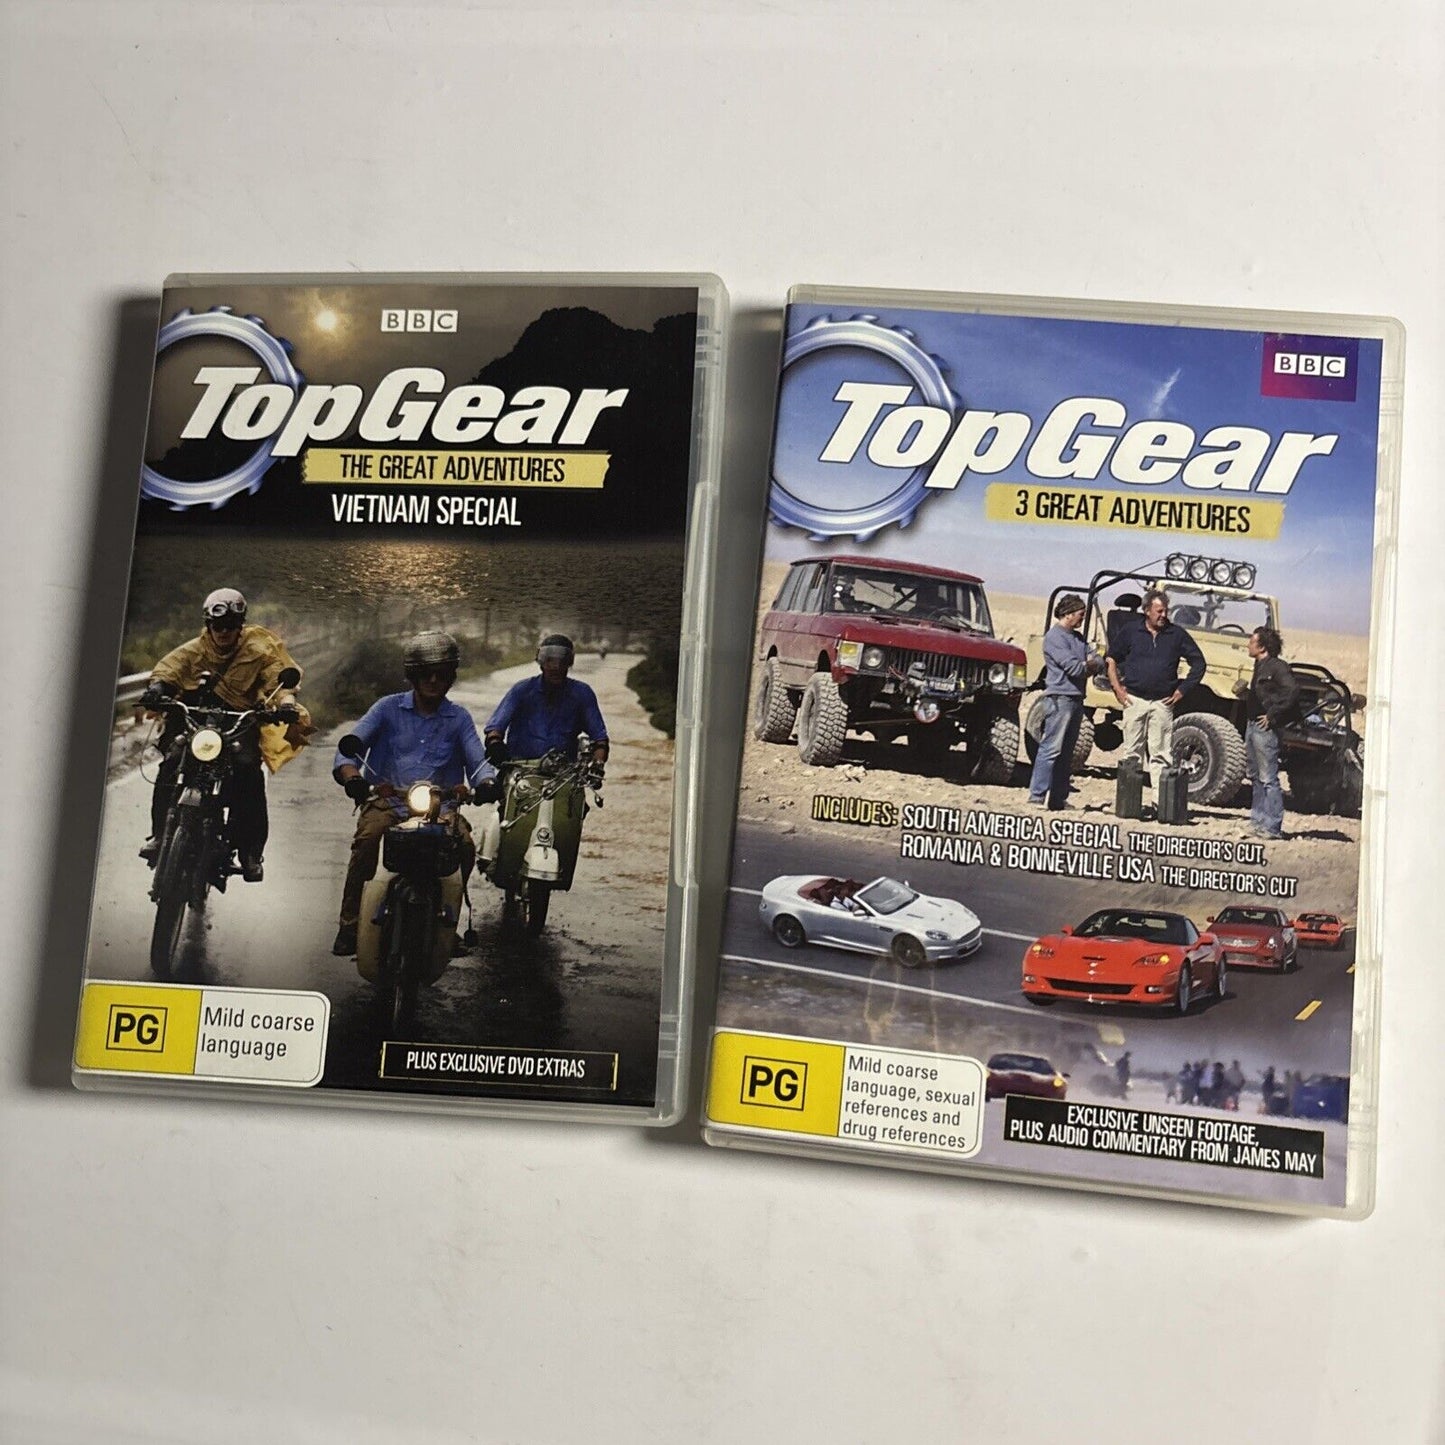 BBC
TopGear
THE GREAT ADVENTURES
VIETNAM SPECIAL
PG
Mild coarse
language
PLUS EXCLUSIVE DVD EXTRAS
BBC
TopGear
3 GREAT ADVENTURES
INCLUDES: SOUTH AMERICA SPECIAL THE DIRECTOR'S CUT,
ROMANIA & BONNEVILLE USA THE DIRECTOR'S CUT
PG
Mild coarse
language, sexual
references and
drug references
EXCLUSIVE UNSEEN FOOTAGE,
PLUS AUDIO COMMENTARY FROM JAMES MAY